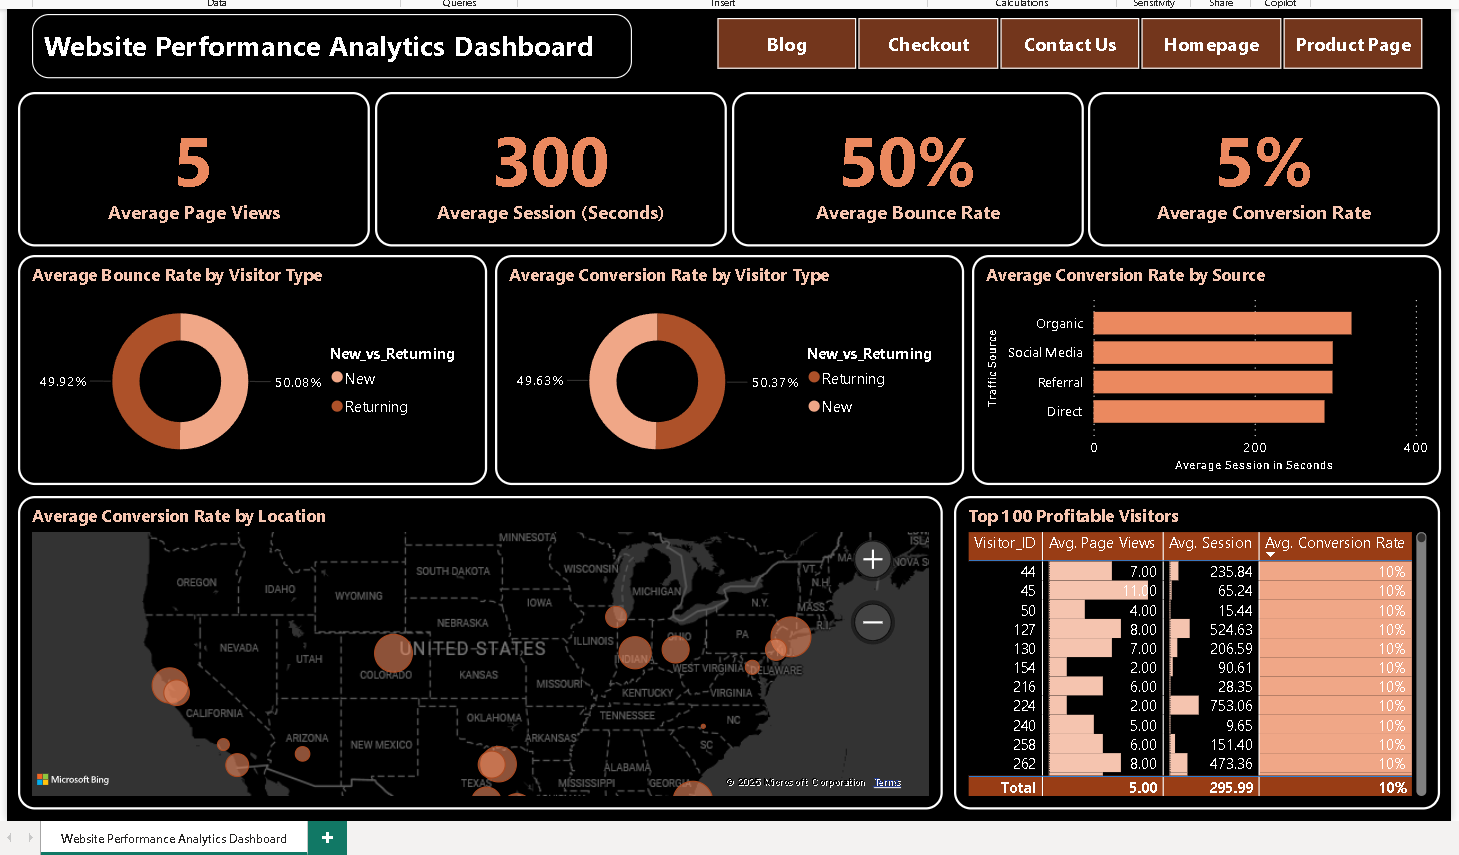 Data
Queries
Insert
Calculations
Sensitivity
Share
Copilot
Website Performance Analytics Dashboard
Blog
Checkout
Contact Us
Homepage
Product Page
5
Average Page Views
300
Average Session (Seconds)
50%
Average Bounce Rate
5%
Average Conversion Rate
Average Bounce Rate by Visitor Type
49.92%
50.08%
New_vs_Returning
New
Returning
Average Conversion Rate by Visitor Type
49.63%
50.37%
New_vs_Returning
Returning
New
Average Conversion Rate by Source
Traffic Source
Organic
Social Media
Referral
Direct
0
200
400
Average Session in Seconds
Average Conversion Rate by Location
MINNESOTA
OREGON
IDAHO
WYOMING
SOUTH DAKOTA
WISCONSIN
MICHIGAN
VT.
N.H.
MA
NOVA S
ISL
IOWA
NEBRASKA
N.Y.
MASS.
R.I.
NEVADA
UTAH
UNITED STATES
COLORADO
KANSAS
ILLINOIS
INDIAN
OHIO
PA
WEST VIRGINIA
DELAWARE
MISSOURI
KENTUCKY
VIRGINIA
CALIFORNIA
ARIZONA
NEW MEXICO
OKLAHOMA
ARKANSAS
TENNESSEE
NC
SC
TEXAS
MISSISSIPPI
ALABAMA
GEORGIA
Microsoft Bing
© 2025 Microsoft Corporation Terms
Top 100 Profitable Visitors
Visitor_ID Avg. Page Views Avg. Session Avg. Conversion Rate
44 7.00 235.84 10%
45 11.00 65.24 10%
50 4.00 15.44 10%
127 8.00 524.63 10%
130 7.00 206.59 10%
154 2.00 90.61 10%
216 6.00 28.35 10%
224 2.00 753.06 10%
240 5.00 9.65 10%
258 6.00 151.40 10%
262 8.00 473.36 10%
Total 5.00 295.99 10%
Website Performance Analytics Dashboard